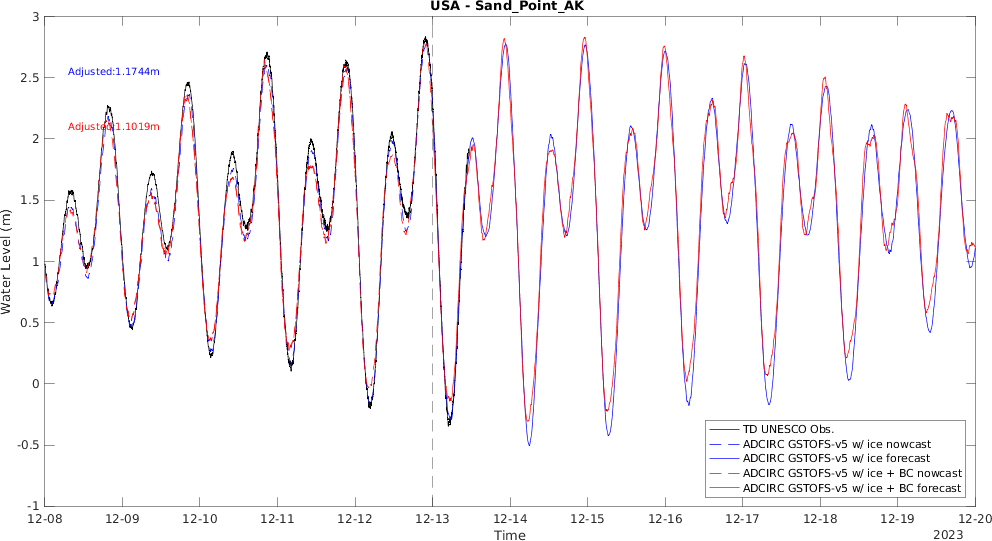 USA - Sand_Point_AK
3
2.5
2
1.5
1
0.5
0
-0.5
-1
Water Level (m)
Adjusted:1.1744m
Adjusted:1.1019m
TD UNESCO Obs.
ADCIRC GSTOFS-v5 w/ ice nowcast
ADCIRC GSTOFS-v5 w/ ice forecast
ADCIRC GSTOFS-v5 w/ ice + BC nowcast
ADCIRC GSTOFS-v5 w/ ice + BC forecast
12-08 12-09 12-10 12-11 12-12 12-13 12-14 12-15 12-16 12-17 12-18 12-19 12-20
Time
2023